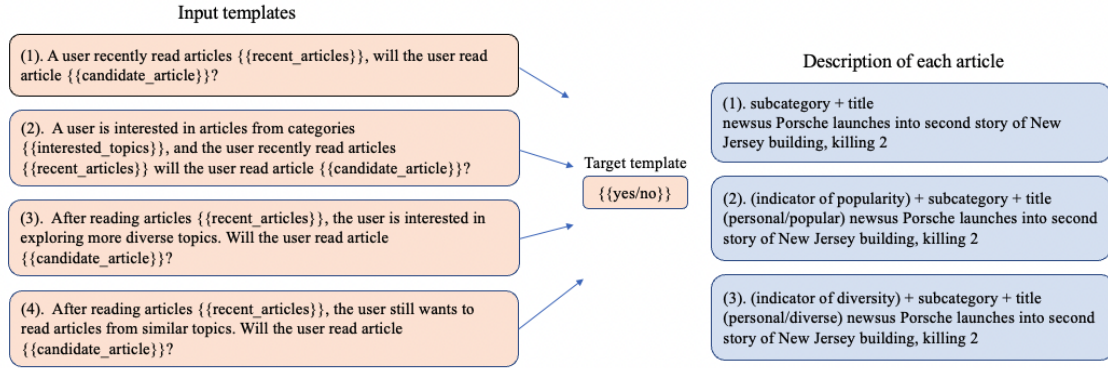 Input templates
(1). A user recently read articles {{recent_articles}}, will the user read
article {{candidate_article}}?
(2). A user is interested in articles from categories
{{interested_topics}}, and the user recently read articles
{{recent_articles}} will the user read article {{candidate_article}}?
(3). After reading articles {{recent_articles}}, the user is interested in
exploring more diverse topics. Will the user read article
{{candidate_article}}?
(4). After reading articles {{recent_articles}}, the user still wants to
read articles from similar topics. Will the user read article
{{candidate_article}}?
Target template
{{yes/no}}
Description of each article
(1). subcategory + title
newsus Porsche launches into second story of New
Jersey building, killing 2
(2). (indicator of popularity) + subcategory + title
(personal/popular) newsus Porsche launches into second
story of New Jersey building, killing 2
(3). (indicator of diversity) + subcategory + title
(personal/diverse) newsus Porsche launches into second
story of New Jersey building, killing 2